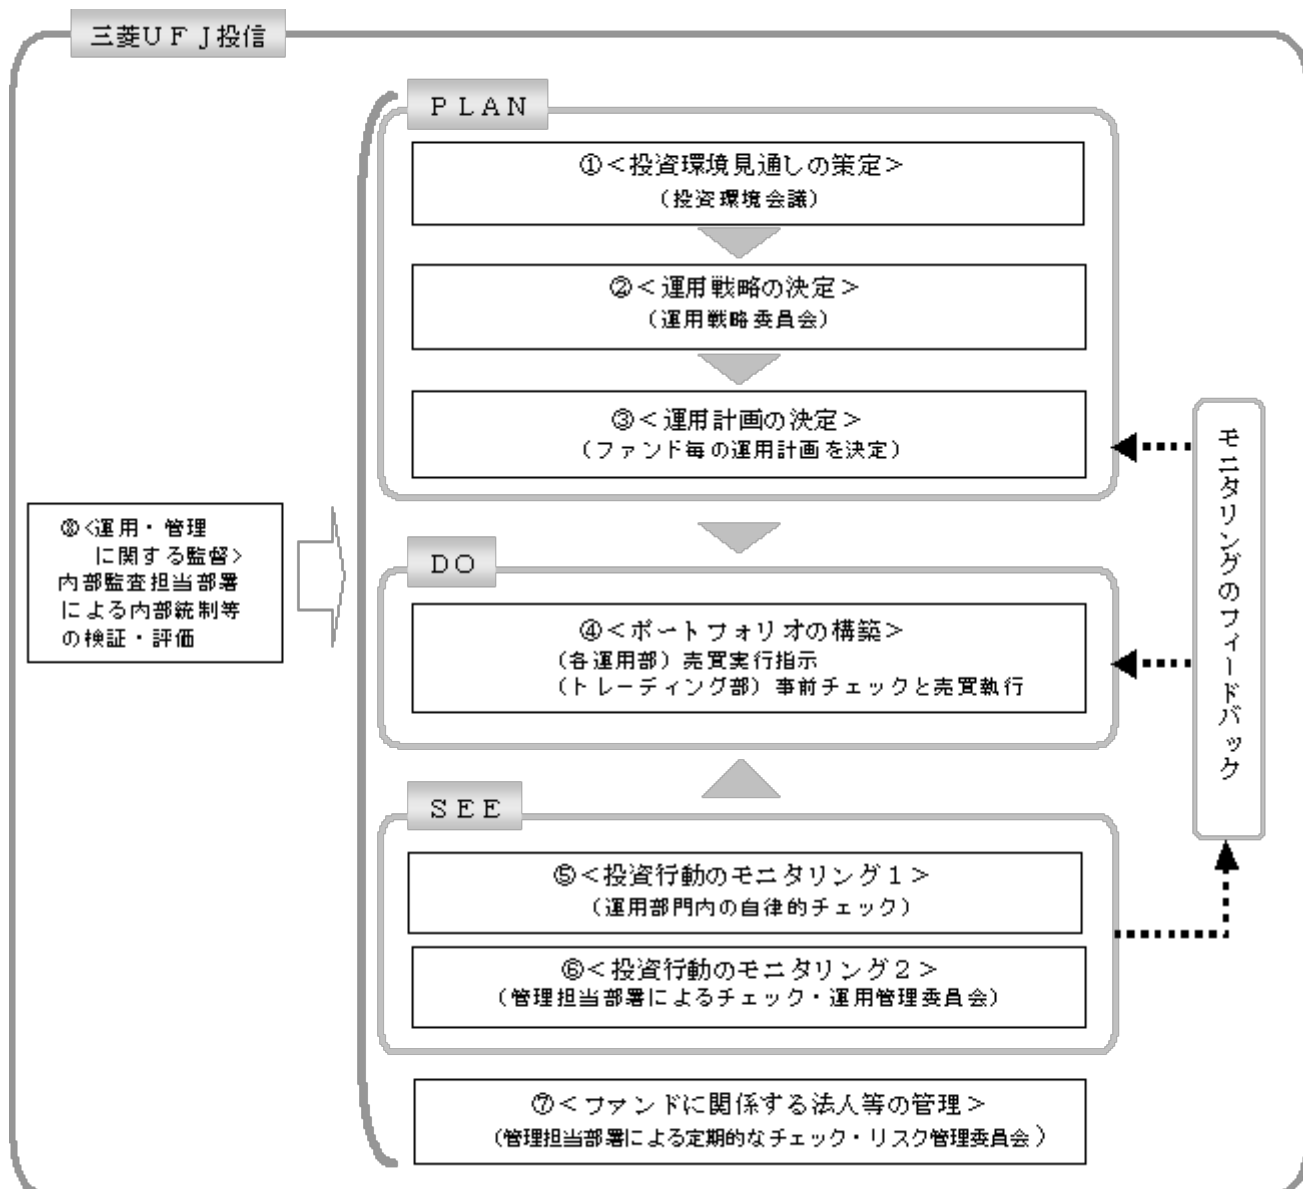 三菱UFJ投信
PLAN
①<投資環境見通しの策定>
(投資環境会議)
②<運用戦略の決定>
(運用戦略委員会)
③<運用計画の決定>
(ファンド毎の運用計画を決定)
⑧<運用・管理
に関する監督>
内部監査担当部署
による内部統制等
の検証・評価
DO
④<ポートフォリオの構築>
(各運用部)売買実行指示
(トレーディング部)事前チェックと売買執行
SEE
⑤<投資行動のモニタリング1>
(運用部門内の自律的チェック)
⑥<投資行動のモニタリング2>
(管理担当部署によるチェック・運用管理委員会)
⑦<ファンドに関係する法人等の管理>
(管理担当部署による定期的なチェック・リスク管理委員会)
モニタリングのフィードバック